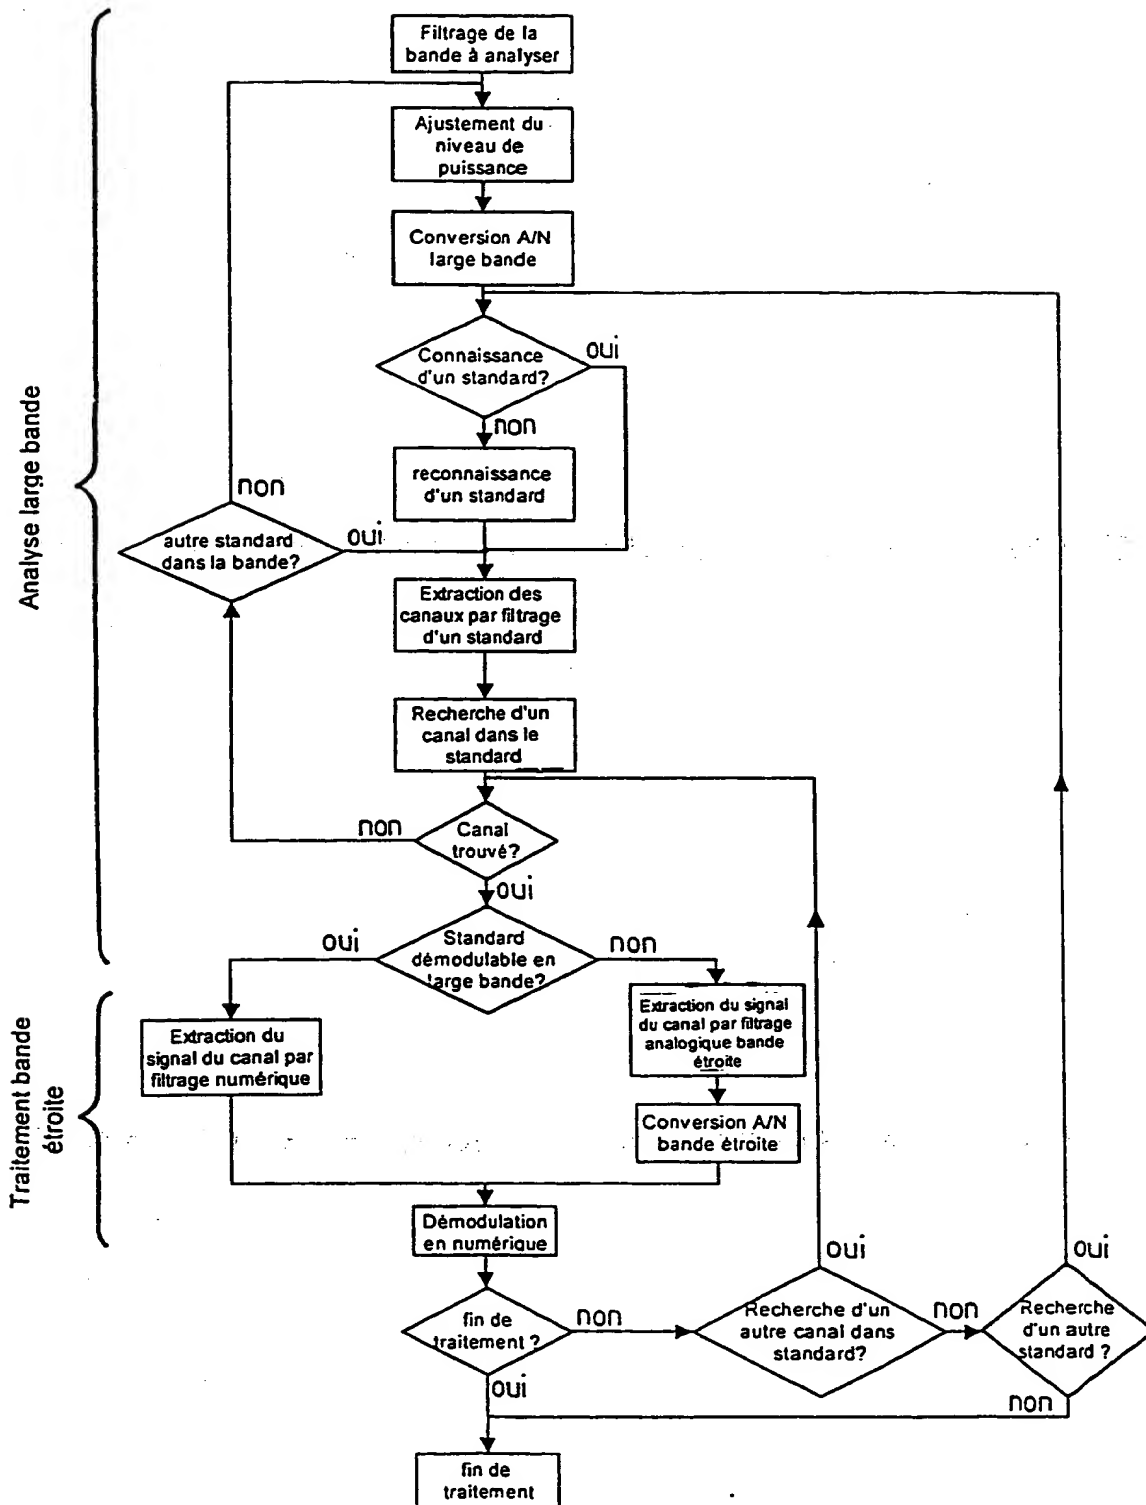 Filtrage de la
bande à analyser
Ajustement du
niveau de
puissance
Conversion A/N
large bande
Connaissance
d'un standard?
oui
non
reconnaissance
d'un standard
non
autre standard
dans la bande?
oui
Extraction des
canaux par filtrage
d'un standard
Recherche d'un
canal dans le
standard
non
Canal
trouvé?
oui
Analyse large bande
oui
Standard
démodulable en
large bande?
non
Extraction du
signal du canal par
filtrage numérique
Extraction du signal
du canal par filtrage
analogique bande
étroite
Conversion A/N
bande étroite
Traitement bande
étroite
Démodulation
en numérique
fin de
traitement ?
non
oui
Recherche d'un
autre canal dans
standard?
oui
non
Recherche
d'un autre
standard ?
oui
non
fin de
traitement